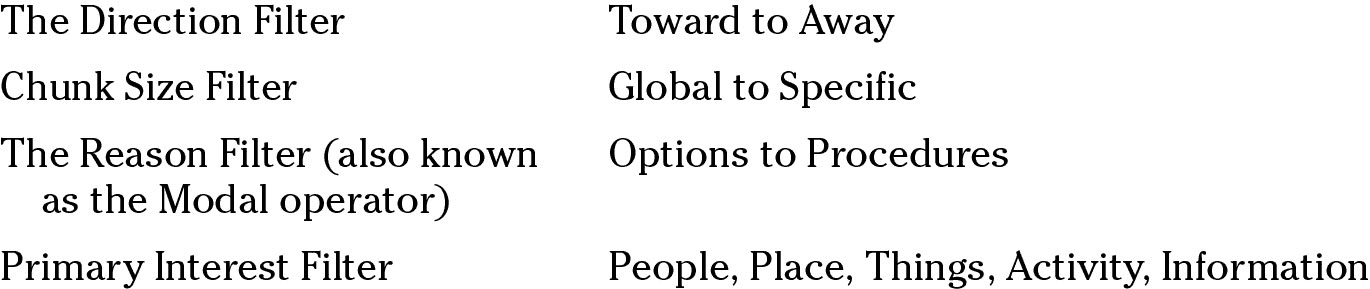 The Direction Filter Toward to Away
Chunk Size Filter Global to Specific
The Reason Filter (also known Options to Procedures
as the Modal operator)
Primary Interest Filter People, Place, Things, Activity, Information